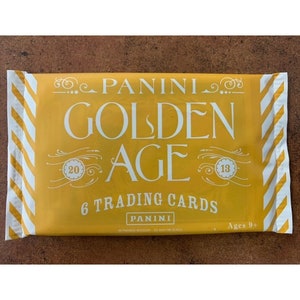 PANINI
GOLDEN
AGE
20 13
6 TRADING CARDS
PANINI
Ages 9+